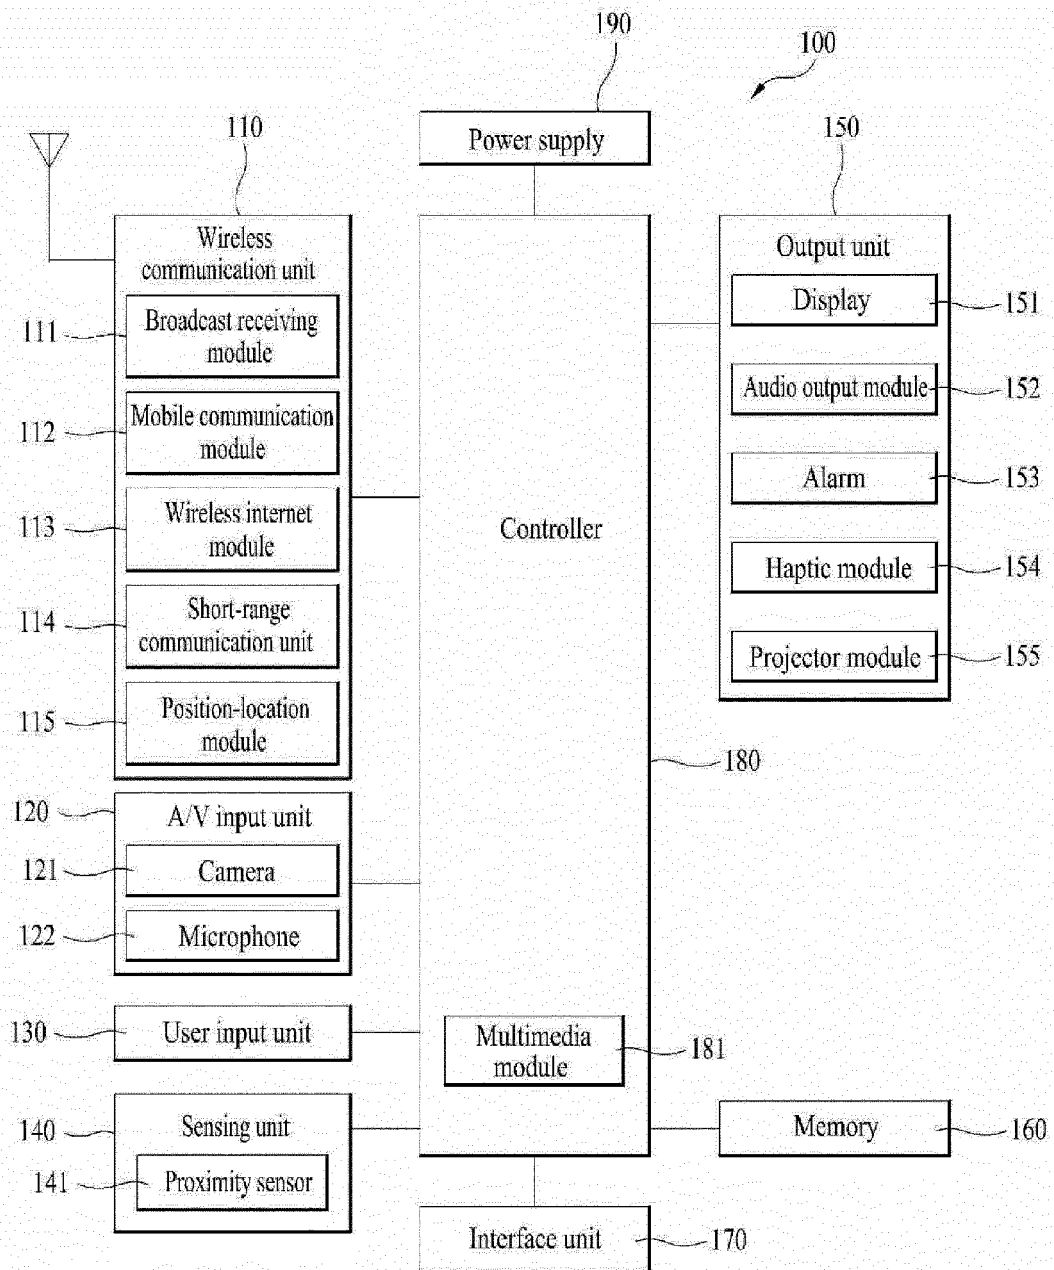 190
100
Power supply
110
150
Wireless
communication unit
Output unit
Display
151
111
Broadcast receiving
module
Audio output module
152
112
Mobile communication
module
Alarm
153
113
Wireless internet
module
Controller
Haptic module
154
114
Short-range
communication unit
Projector module
155
115
Position-location
module
180
120
A/V input unit
121
Camera
122
Microphone
130
User input unit
Multimedia
module
181
140
Sensing unit
Memory
160
141
Proximity sensor
Interface unit
170